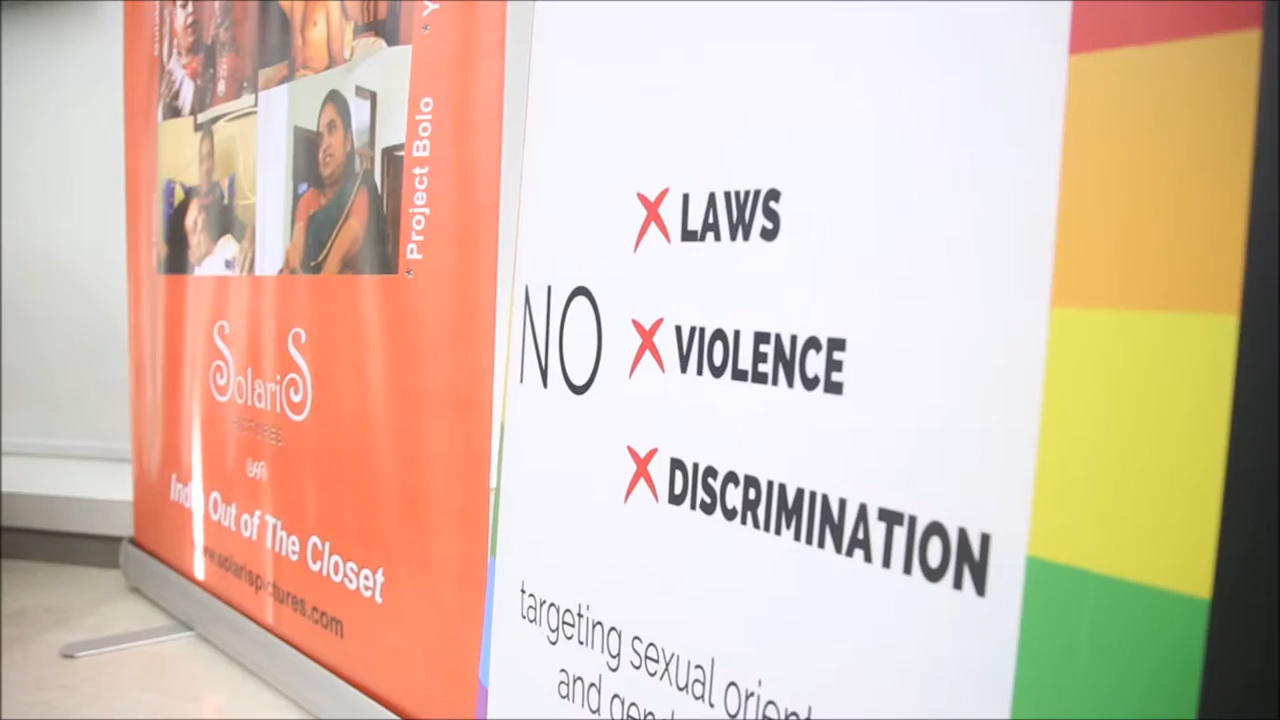 * Project Bolo
* Y
SolariS
PICTURES
India Out of The Closet
www.solarispictures.com
NO
X LAWS
X VIOLENCE
X DISCRIMINATION
targeting sexual orient
and gend